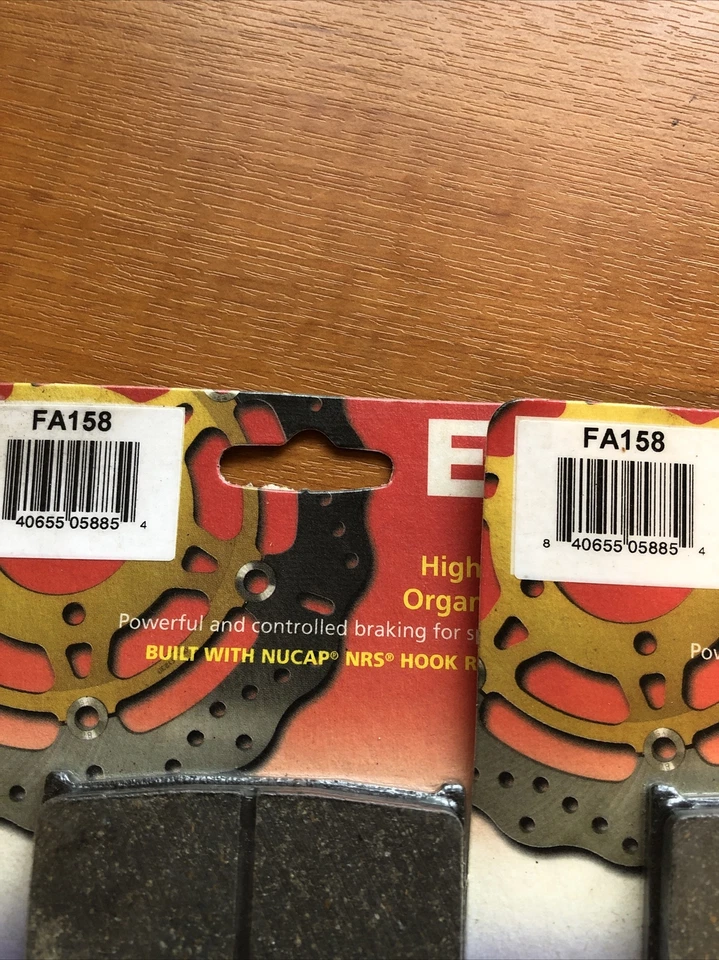 FA158
40655 05885 4
E
High
Organ
Powerful and controlled braking for s
BUILT WITH NUCAP® NRS® HOOK R
FA158
8 40655 05885 4
Pow